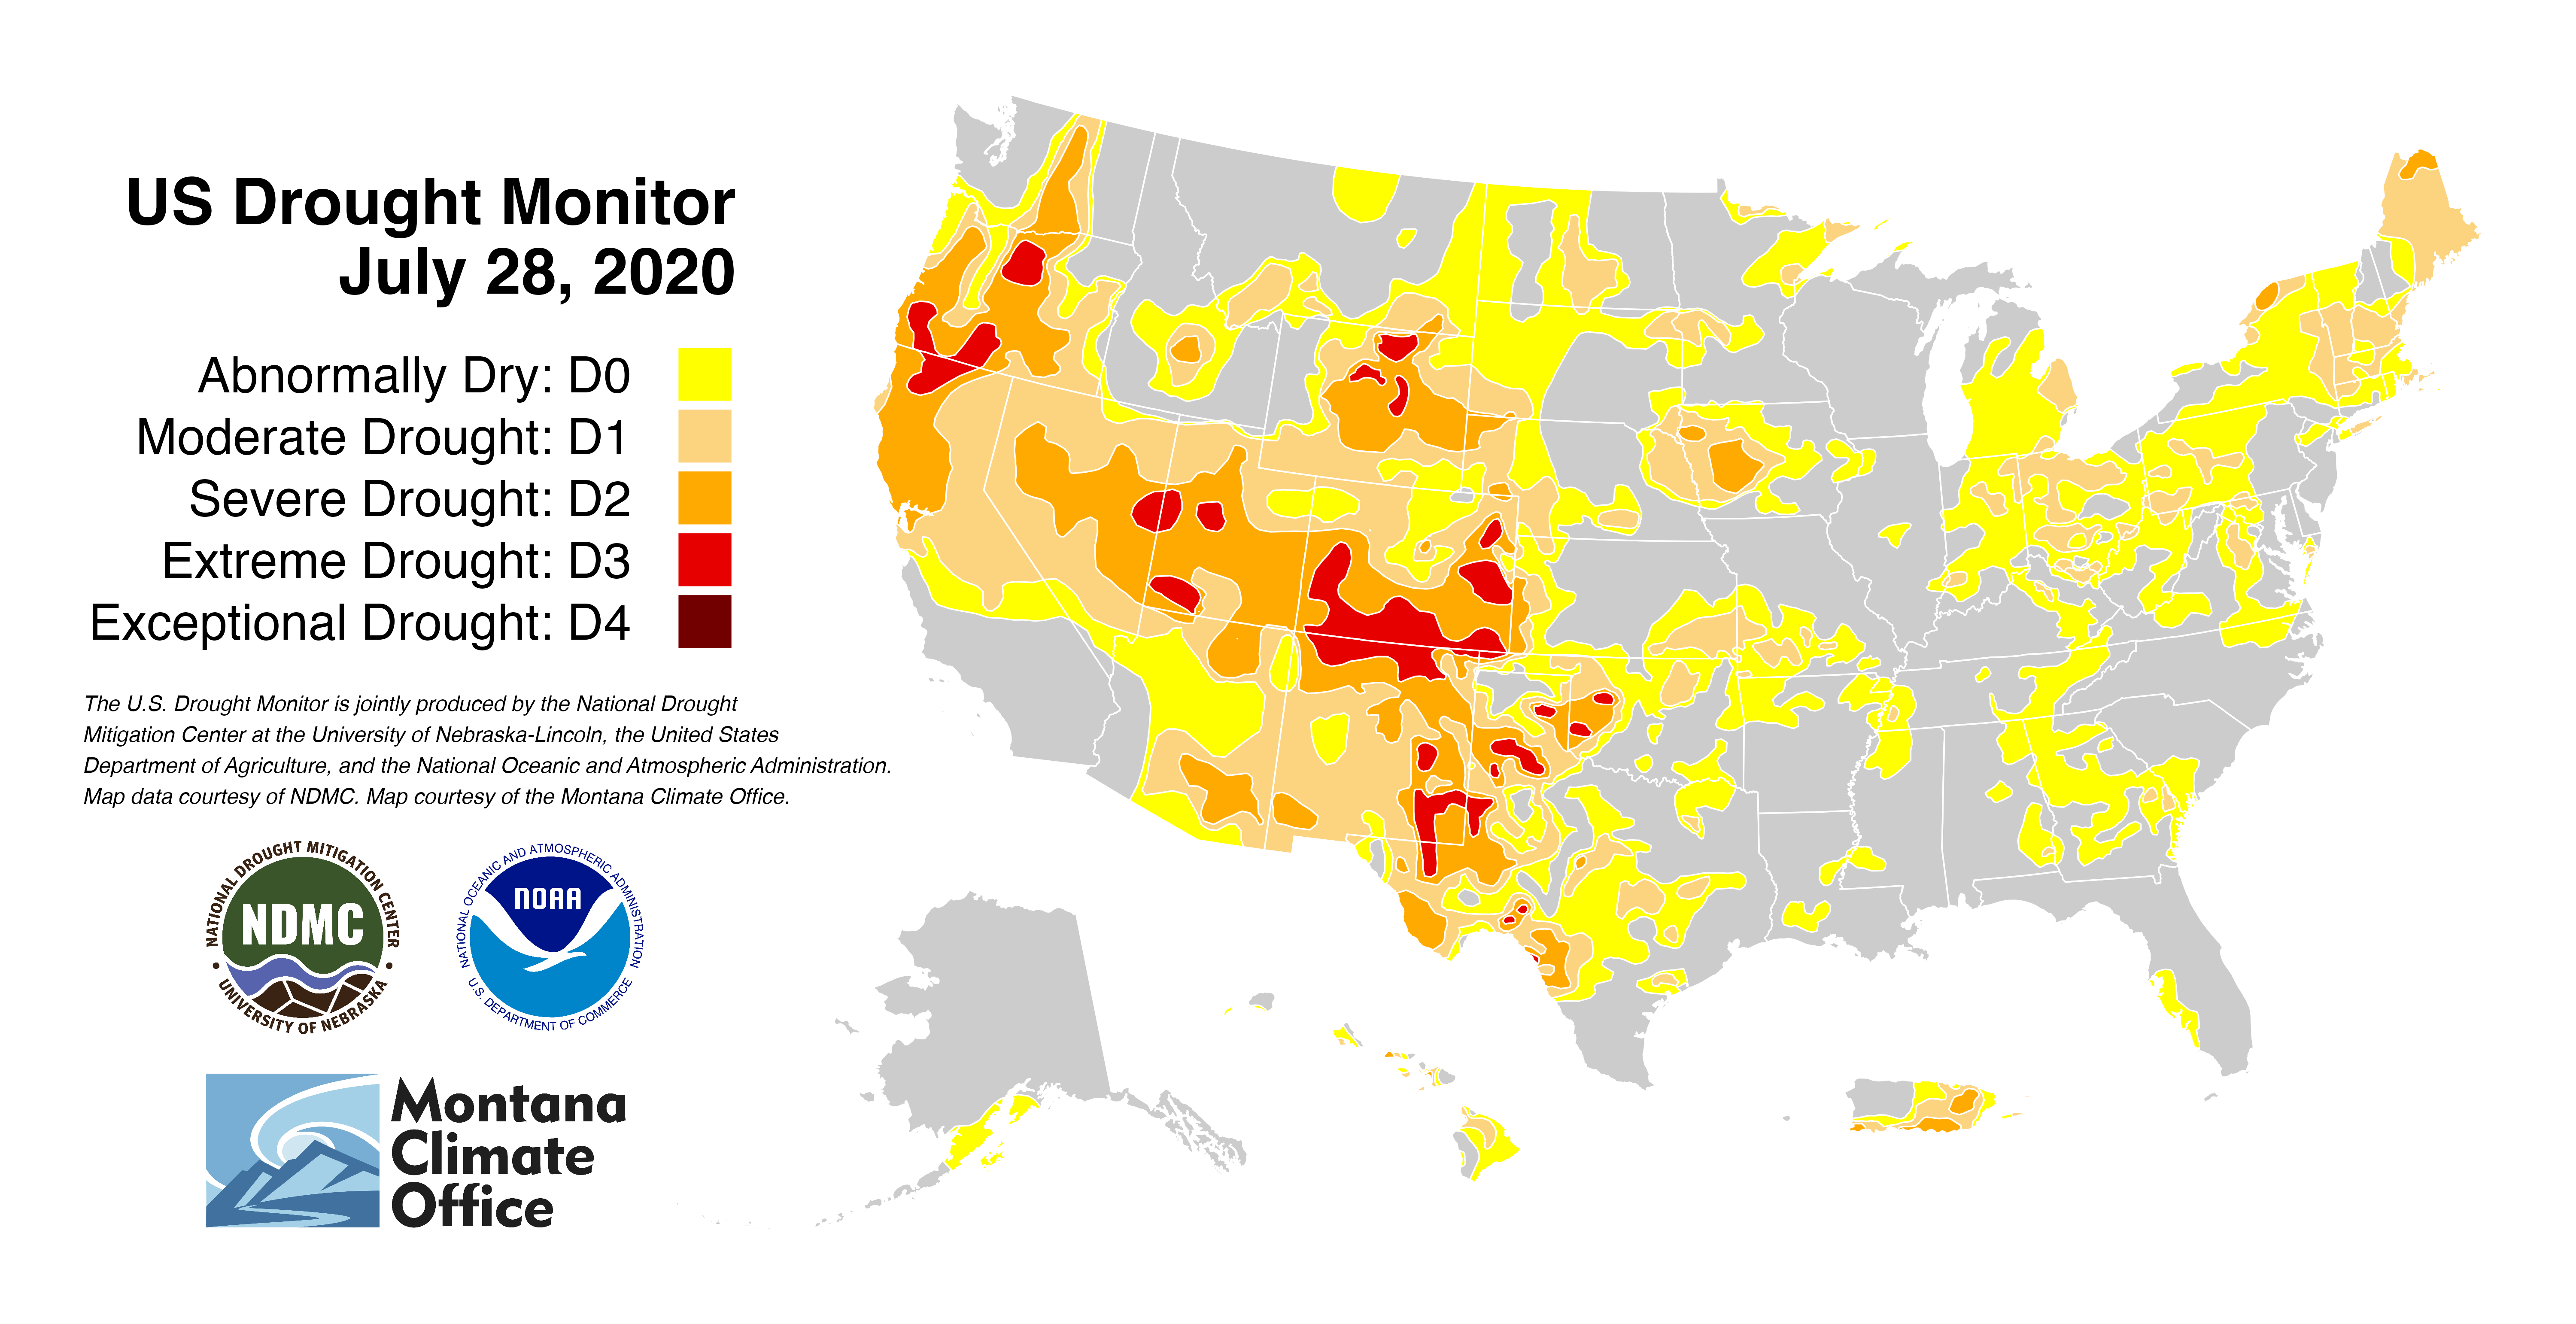 US Drought Monitor
July 28, 2020
Abnormally Dry: D0
Moderate Drought: D1
Severe Drought: D2
Extreme Drought: D3
Exceptional Drought: D4
The U.S. Drought Monitor is jointly produced by the National Drought
Mitigation Center at the University of Nebraska-Lincoln, the United States
Department of Agriculture, and the National Oceanic and Atmospheric Administration.
Map data courtesy of NDMC. Map courtesy of the Montana Climate Office.
NATIONAL DROUGHT MITIGATION CENTER
NDMC
• UNIVERSITY OF NEBRASKA •
NATIONAL OCEANIC AND ATMOSPHERIC ADMINISTRATION
NOAA
U.S. DEPARTMENT OF COMMERCE
Montana
Climate
Office